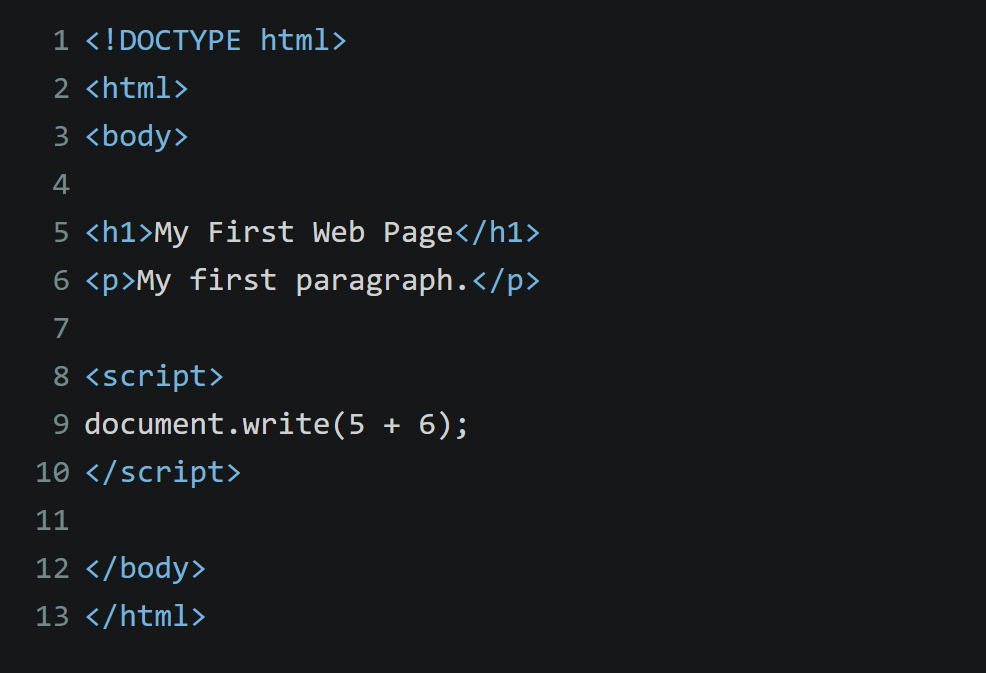 1 <!DOCTYPE html>
2 <html>
3 <body>
4
5 <h1>My First Web Page</h1>
6 <p>My first paragraph.</p>
7
8 <script>
9 document.write(5 + 6);
10 </script>
11
12 </body>
13 </html>